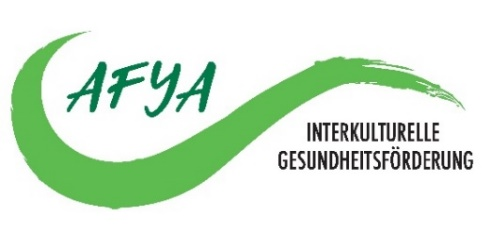 AFYA
INTERKULTURELLE
GESUNDHEITSFÖRDERUNG